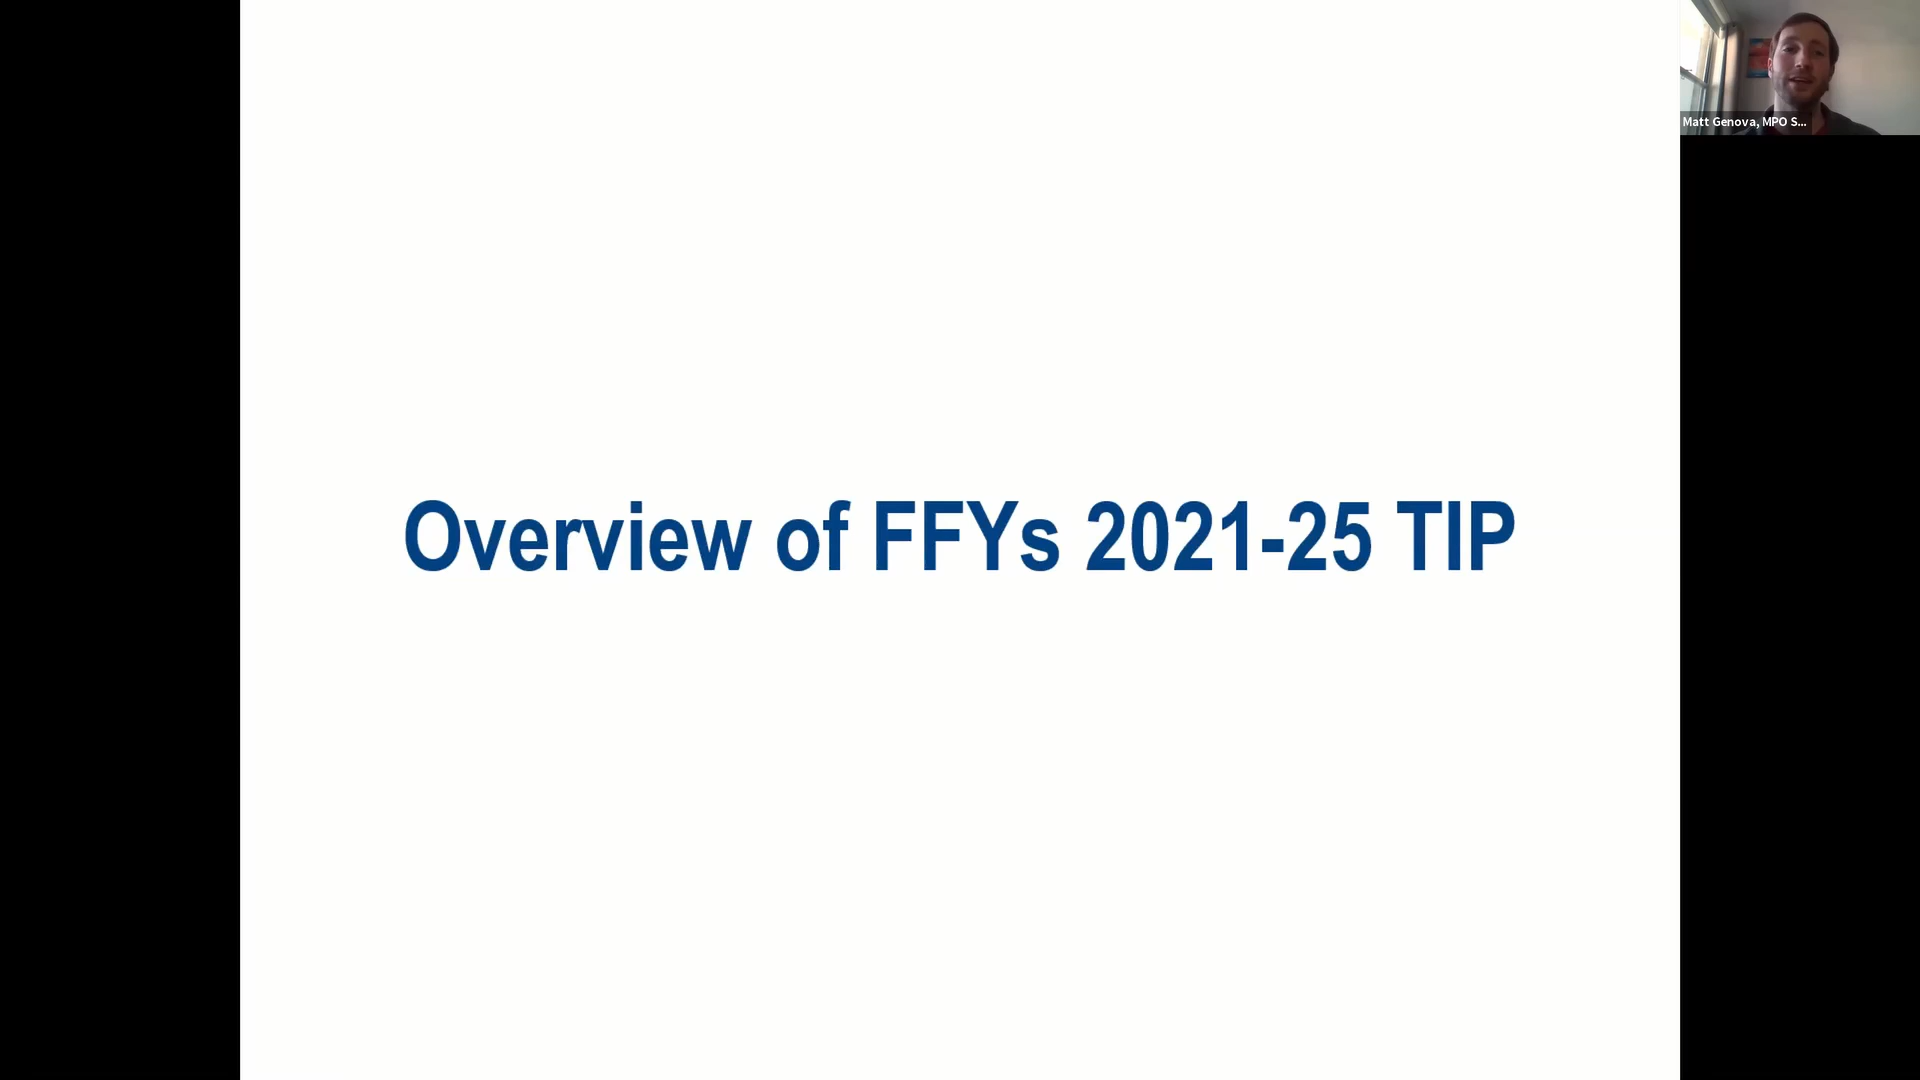 Matt Genova, MPO S...
Overview of FFYs 2021-25 TIP